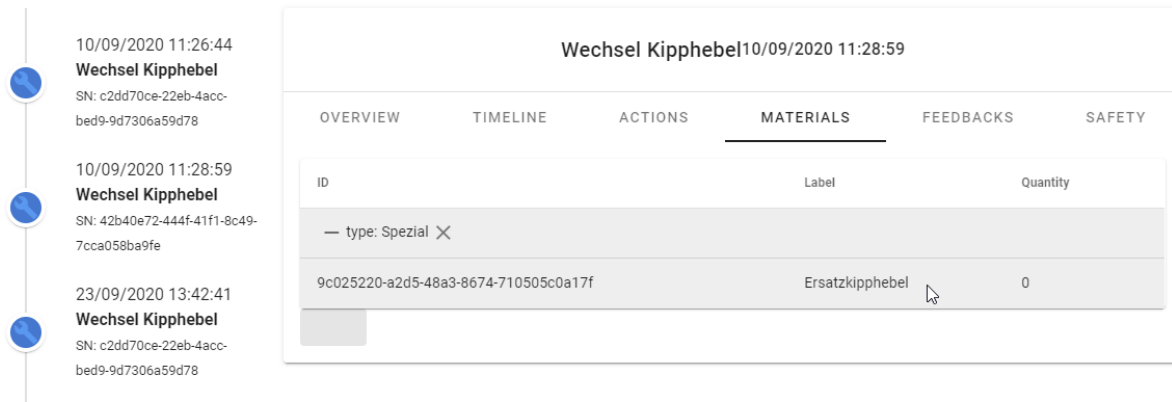 10/09/2020 11:26:44
Wechsel Kipphebel
SN: c2dd70ce-22eb-4acc-
bed9-9d7306a59d78
10/09/2020 11:28:59
Wechsel Kipphebel
SN: 42b40e72-444f-41f1-8c49-
7cca058ba9fe
23/09/2020 13:42:41
Wechsel Kipphebel
SN: c2dd70ce-22eb-4acc-
bed9-9d7306a59d78
Wechsel Kipphebel10/09/2020 11:28:59
OVERVIEW TIMELINE ACTIONS MATERIALS FEEDBACKS SAFETY
ID Label Quantity
type: Spezial
9c025220-a2d5-48a3-8674-710505c0a17f Ersatzkipphebel 0